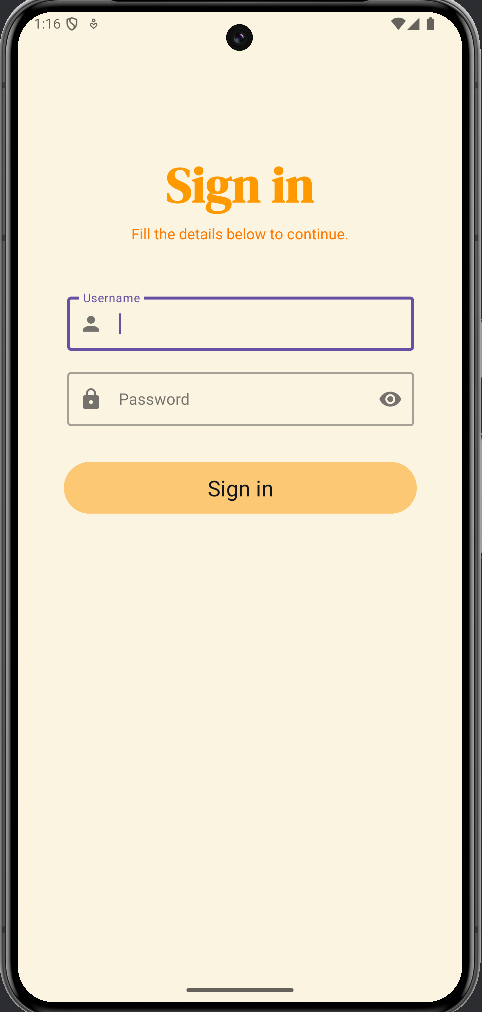 1:16
Sign in
Fill the details below to continue.
Username
Password
Sign in